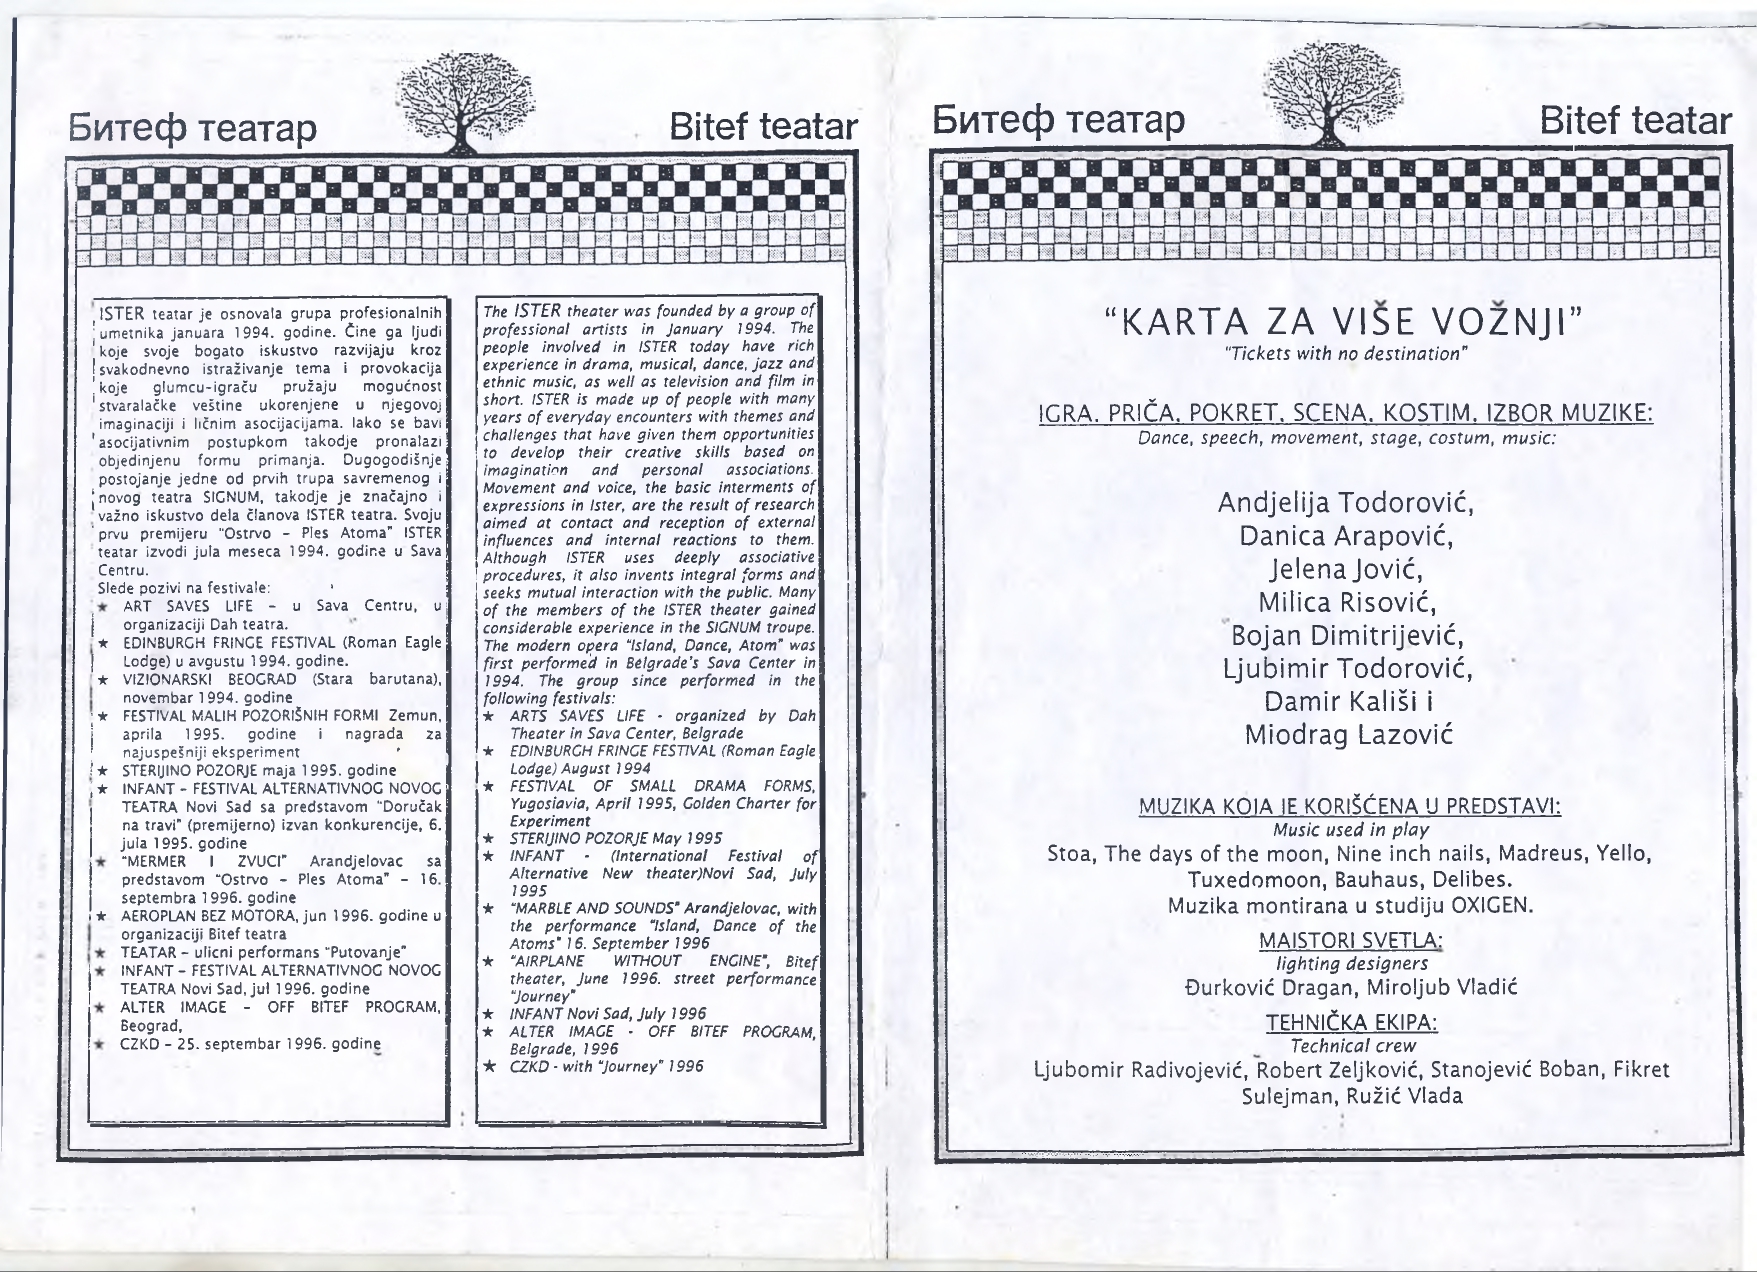 Битеф театар
Bitef teatar
ISTER teatar je osnovala grupa profesionalnih
umetnika januara 1994. godine. Čine ga ljudi
koje svoje bogato iskustvo razvijaju kroz
svakodnevno istraživanje tema i provokacija
koje glumcu-igraču pružaju mogućnost
stvaralačke veštine ukorenjene u njegovoj
imaginaciji i ličnim asocijacijama. Iako se bavi
asocijativnim postupkom takodje pronalazi
objedinjenu formu primanja. Dugogodišnje
postojanje jedne od prvih trupa savremenog i
novog teatra SIGNUM, takodje je značajno i
važno iskustvo dela članova ISTER teatra. Svoju
prvu premijeru "Ostrvo - Ples Atoma" ISTER
teatar izvodi jula meseca 1994. godine u Sava
Centru.
Slede pozivi na festivale:
★ ART SAVES LIFE - u Sava Centru, u
organizaciji Dah teatra.
★ EDINBURGH FRINGE FESTIVAL (Roman Eagle
Lodge) u avgustu 1994. godine.
★ VIZIONARSKI BEOGRAD (Stara barutana),
novembar 1994. godine
★ FESTIVAL MALIH POZORIŠNIH FORMI Zemun,
aprila 1995. godine i nagrada za
najuspešniji eksperiment
★ STERIJINO POZORJE maja 1995. godine
★ INFANT - FESTIVAL ALTERNATIVNOG NOVOG
TEATRA Novi Sad sa predstavom "Doručak
na travi" (premijerno) izvan konkurencije, 6.
jula 1995. godine
★ "MERMER I ZVUCI" Arandjelovac sa
predstavom "Ostrvo - Ples Atoma" - 16.
septembra 1996. godine
★ AEROPLAN BEZ MOTORA, jun 1996. godine u
organizaciji Bitef teatra
★ TEATAR - ulicni performans "Putovanje"
★ INFANT - FESTIVAL ALTERNATIVNOG NOVOG
TEATRA Novi Sad, jul 1996. godine
★ ALTER IMAGE - OFF BITEF PROGRAM,
Beograd,
★ CZKD - 25. septembar 1996. godine
The ISTER theater was founded by a group of
professional artists in January 1994. The
people involved in ISTER today have rich
experience in drama, musical, dance, jazz and
ethnic music, as well as television and film in
short. ISTER is made up of people with many
years of everyday encounters with themes and
challenges that have given them opportunities
to develop their creative skills based on
imagination and personal associations.
Movement and voice, the basic interments of
expressions in Ister, are the result of research
aimed at contact and reception of external
influences and internal reactions to them.
Although ISTER uses deeply associative
procedures, it also invents integral forms and
seeks mutual interaction with the public. Many
of the members of the ISTER theater gained
considerable experience in the SIGNUM troupe.
The modern opera "Island, Dance, Atom" was
first performed in Belgrade's Sava Center in
1994. The group since performed in the
following festivals:
★ ARTS SAVES LIFE - organized by Dah
Theater in Sava Center, Belgrade
★ EDINBURGH FRINGE FESTIVAL (Roman Eagle
Lodge) August 1994
★ FESTIVAL OF SMALL DRAMA FORMS,
Yugoslavia, April 1995, Golden Charter for
Experiment
★ STERIJINO POZORJE May 1995
★ INFANT - (International Festival of
Alternative New theater)Novi Sad, July
1995
★ "MARBLE AND SOUNDS" Arandjelovac, with
the performance "Island, Dance of the
Atoms" 16. September 1996
★ "AIRPLANE WITHOUT ENGINE", Bitef
theater, June 1996. street performance
"Journey"
★ INFANT Novi Sad, July 1996
★ ALTER IMAGE - OFF BITEF PROGRAM,
Belgrade, 1996
★ CZKD - with "Journey" 1996
Битеф театар
Bitef teatar
"KARTA ZA VIŠE VOŽNJI"
"Tickets with no destination"
IGRA, PRIČA, POKRET, SCENA, KOSTIM, IZBOR MUZIKE:
Dance, speech, movement, stage, costum, music:
Andjelija Todorović,
Danica Arapović,
Jelena Jović,
Milica Risović,
Bojan Dimitrijević,
Ljubimir Todorović,
Damir Kališi i
Miodrag Lazović
MUZIKA KOJA JE KORIŠĆENA U PREDSTAVI:
Music used in play
Stoa, The days of the moon, Nine inch nails, Madreus, Yello,
Tuxedomoon, Bauhaus, Delibes.
Muzika montirana u studiju OXIGEN.
MAISTORI SVETLA:
lighting designers
Đurković Dragan, Miroljub Vladić
TEHNIČKA EKIPA:
Technical crew
Ljubomir Radivojević, Robert Zeljković, Stanojević Boban, Fikret
Sulejman, Ružić Vlada